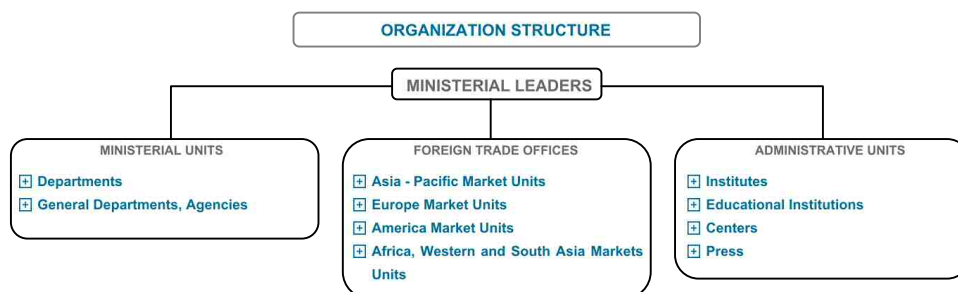 ORGANIZATION STRUCTURE
MINISTERIAL LEADERS
MINISTERIAL UNITS
Departments
General Departments, Agencies
FOREIGN TRADE OFFICES
Asia - Pacific Market Units
Europe Market Units
America Market Units
Africa, Western and South Asia Markets
Units
ADMINISTRATIVE UNITS
Institutes
Educational Institutions
Centers
Press